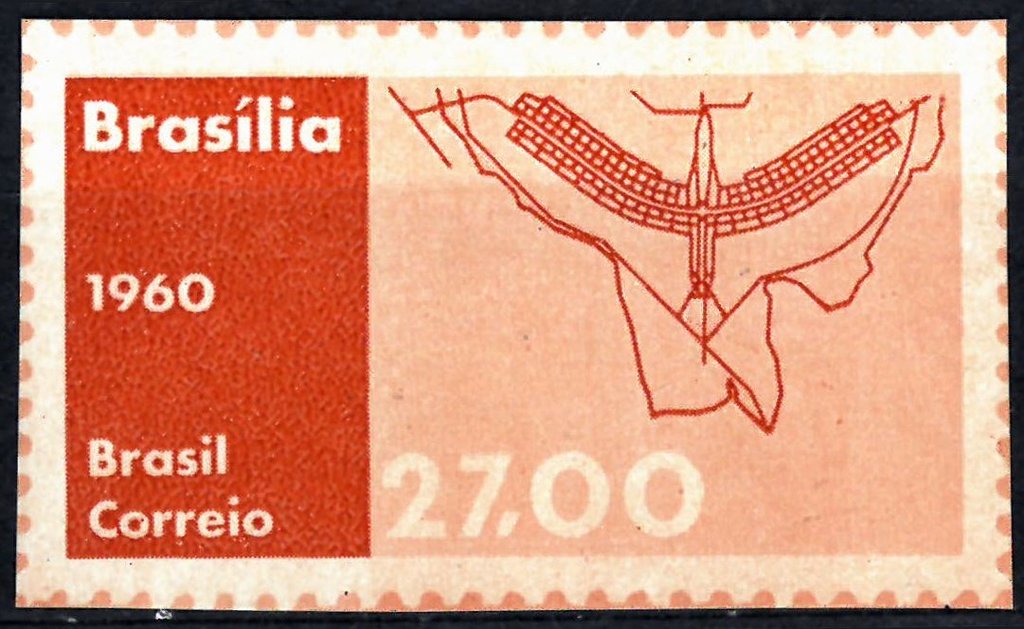 Brasília
1960
Brasil
Correio
27,00